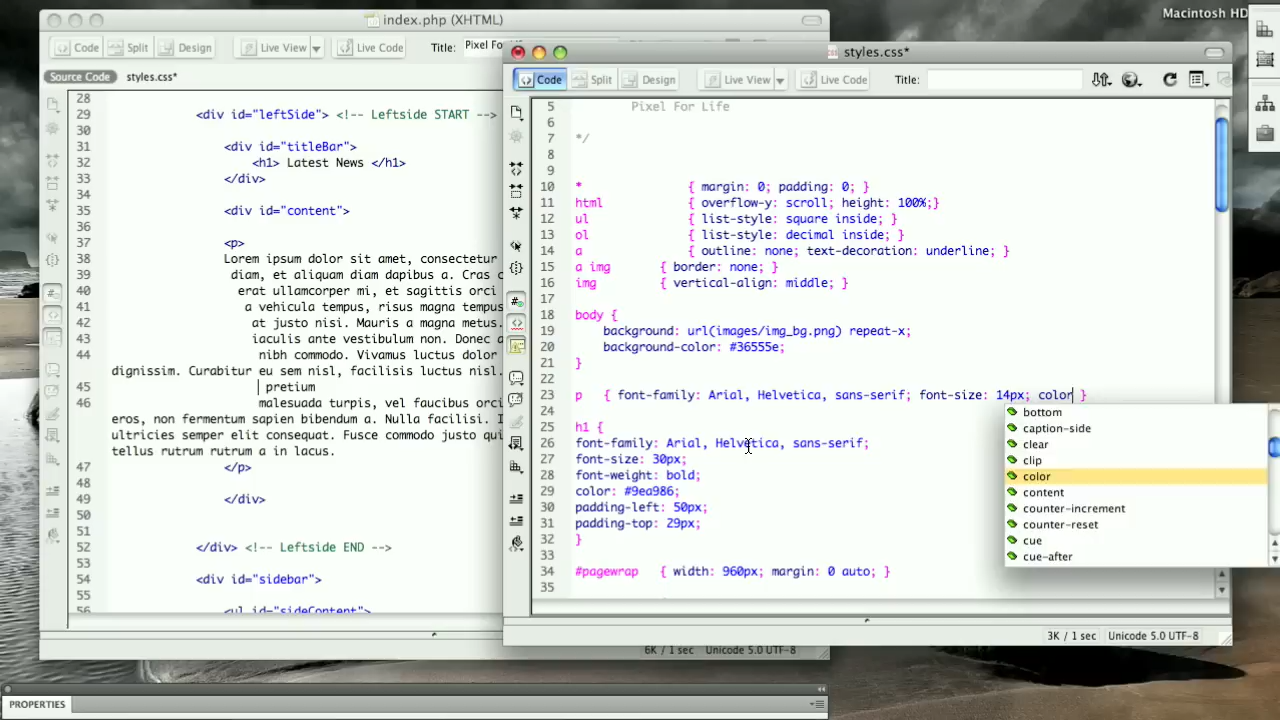 Macintosh HD
index.php (XHTML)
Code Split Design Live View Live Code Title: Pixel For
Source Code styles.css*
28
29 <div id="leftSide"> <!-- Leftside START -->
30
31 <div id="titleBar">
32 <h1> Latest News </h1>
33 </div>
34
35 <div id="content">
36
37 <p>
38 Lorem ipsum dolor sit amet, consectetur
39 diam, et aliquam diam dapibus a. Cras c
40 erat ullamcorper mi, et sagittis orci
41 a vehicula tempus, risus magna tempus
42 at justo nisi. Mauris a magna metus.
43 iaculis ante vestibulum non. Donec a
44 nibh commodo. Vivamus luctus dolor
dignissim. Curabitur eu sem nisl, facilisis luctus
45 pretium
46 malesuada turpis, vel faucibus orci
eros, non fermentum sapien bibendum a. Nulla facilisi. I
ultricies semper elit consequat. Fusce commodo urna
tellus rutrum rutrum a in lacus.
47 </p>
48
49 </div>
50
51
52 </div> <!-- Leftside END -->
53
54 <div id="sidebar">
55
56 <ul id="sideContent">
6K / 1 sec Unicode 5.0 UTF-8
styles.css*
Code Split Design Live View Live Code Title:
5 Pixel For Life
6
7 */
8
9
10 * { margin: 0; padding: 0; }
11 html { overflow-y: scroll; height: 100%;}
12 ul { list-style: square inside; }
13 ol { list-style: decimal inside; }
14 a { outline: none; text-decoration: underline; }
15 a img { border: none; }
16 img { vertical-align: middle; }
17
18 body {
19 background: url(images/img_bg.png) repeat-x;
20 background-color: #36555e;
21 }
22
23 p { font-family: Arial, Helvetica, sans-serif; font-size: 14px; color }
24
25 h1 {
26 font-family: Arial, Helvetica, sans-serif;
27 font-size: 30px;
28 font-weight: bold;
29 color: #9ea986;
30 padding-left: 50px;
31 padding-top: 29px;
32 }
33
34 #pagewrap { width: 960px; margin: 0 auto; }
35
bottom
caption-side
clear
clip
color
content
counter-increment
counter-reset
cue
cue-after
3K / 1 sec Unicode 5.0 UTF-8
PROPERTIES